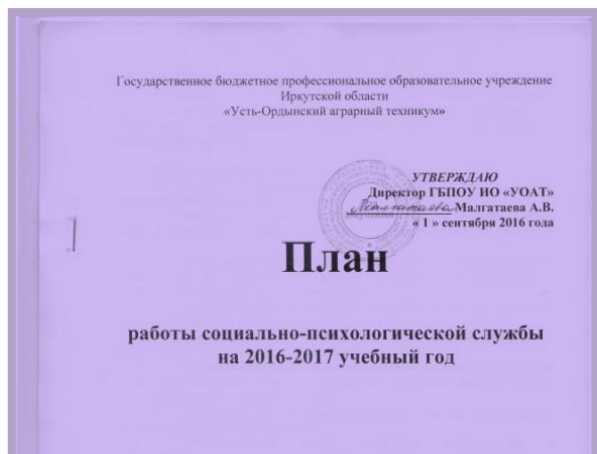 Государственное бюджетное профессиональное образовательное учреждение
Иркутской области
«Усть-Ордынский аграрный техникум»
УТВЕРЖДАЮ
Директор ГБПОУ ИО «УОАТ»
Малгатаева А.В.
« 1 » сентября 2016 года
План
работы социально-психологической службы
на 2016-2017 учебный год